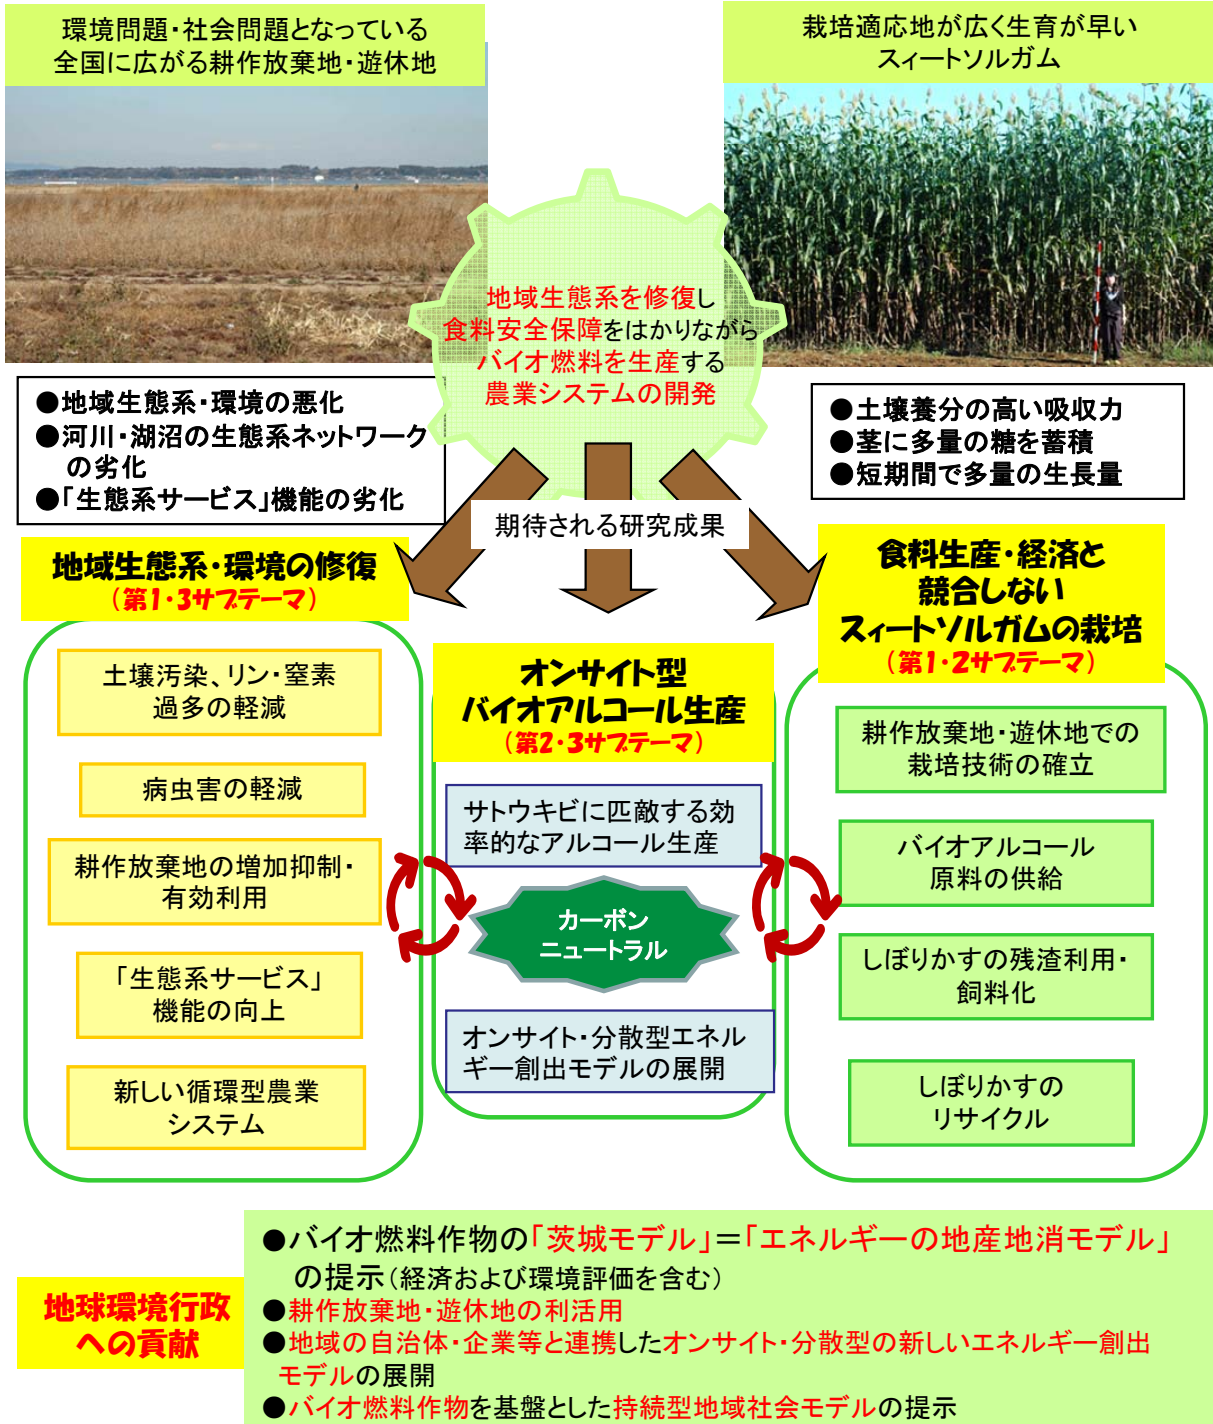 環境問題・社会問題となっている
全国に広がる耕作放棄地・遊休地
栽培適応地が広く生育が早い
スィートソルガム
地域生態系を修復し
食料安全保障をはかりながら
バイオ燃料を生産する
農業システムの開発
●地域生態系・環境の悪化
●河川・湖沼の生態系ネットワーク
の劣化
●「生態系サービス」機能の劣化
●土壌養分の高い吸収力
●茎に多量の糖を蓄積
●短期間で多量の生長量
期待される研究成果
地域生態系・環境の修復
（第1・3サブテーマ）
土壌汚染、リン・窒素
過多の軽減
病虫害の軽減
耕作放棄地の増加抑制・
有効利用
「生態系サービス」
機能の向上
新しい循環型農業
システム
オンサイト型
バイオアルコール生産
（第2・3サブテーマ）
サトウキビに匹敵する効
率的なアルコール生産
カーボン
ニュートラル
オンサイト・分散型エネル
ギー創出モデルの展開
食料生産・経済と
競合しない
スィートソルガムの栽培
（第1・2サブテーマ）
耕作放棄地・遊休地での
栽培技術の確立
バイオアルコール
原料の供給
しぼりかすの残渣利用・
飼料化
しぼりかすの
リサイクル
地球環境行政
への貢献
●バイオ燃料作物の「茨城モデル」＝「エネルギーの地産地消モデル」
の提示（経済および環境評価を含む）
●耕作放棄地・遊休地の利活用
●地域の自治体・企業等と連携したオンサイト・分散型の新しいエネルギー創出
モデルの展開
●バイオ燃料作物を基盤とした持続型地域社会モデルの提示